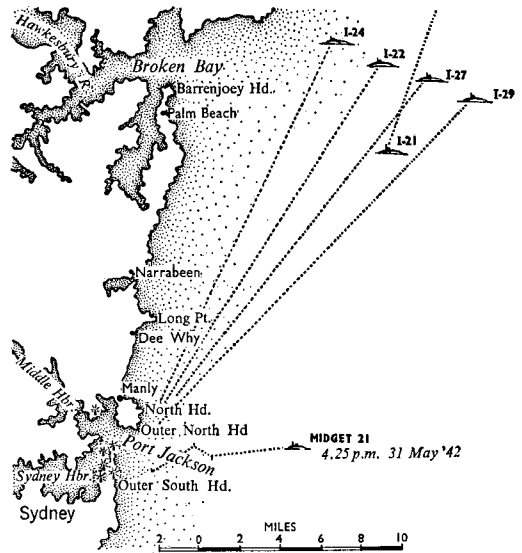 Hawkesbury R.
Broken Bay
Barrenjoey Hd.
Palm Beach
I-24
I-22
I-27
I-29
I-21
Narrabeen
Long Pt.
Dee Why
Middle Hbr.
Manly
North Hd.
Outer North Hd
Port Jackson
MIDGET 21
4.25 p.m. 31 May '42
Sydney Hbr.
Outer South Hd.
Sydney
MILES
2 0 2 4 6 8 10